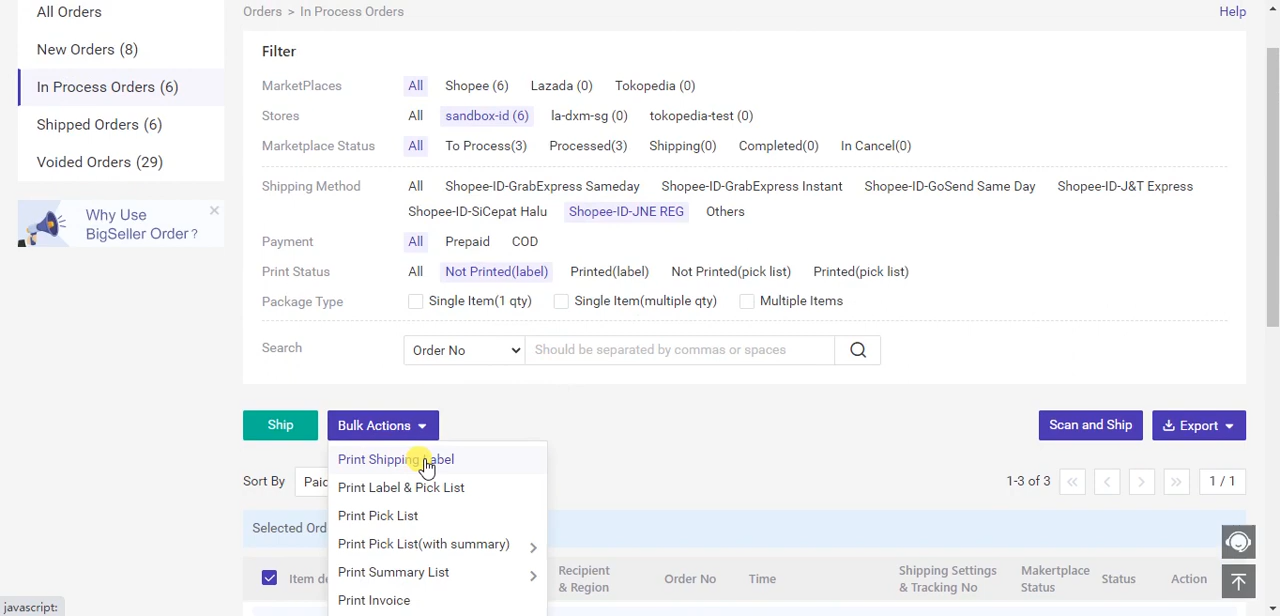 All Orders
New Orders (8)
In Process Orders (6)
Shipped Orders (6)
Voided Orders (29)
Why Use
BigSeller Order?
Orders > In Process Orders
Help
Filter
MarketPlaces All Shopee (6) Lazada (0) Tokopedia (0)
Stores All sandbox-id (6) la-dxm-sg (0) tokopedia-test (0)
Marketplace Status All To Process(3) Processed(3) Shipping(0) Completed(0) In Cancel(0)
Shipping Method All Shopee-ID-GrabExpress Sameday Shopee-ID-GrabExpress Instant Shopee-ID-GoSend Same Day Shopee-ID-J&T Express
Shopee-ID-SiCepat Halu Shopee-ID-JNE REG Others
Payment All Prepaid COD
Print Status All Not Printed(label) Printed(label) Not Printed(pick list) Printed(pick list)
Package Type Single Item(1 qty) Single Item(multiple qty) Multiple Items
Search Order No Should be separated by commas or spaces
Ship Bulk Actions Scan and Ship Export
Print Shipping Label
Print Label & Pick List
Print Pick List
Print Pick List(with summary)
Print Summary List
Print Invoice
Sort By Paid 1-3 of 3 1 / 1
Selected Ord
Item de Recipient & Region Order No Time Shipping Settings & Tracking No Makertplace Status Status Action
javascript: